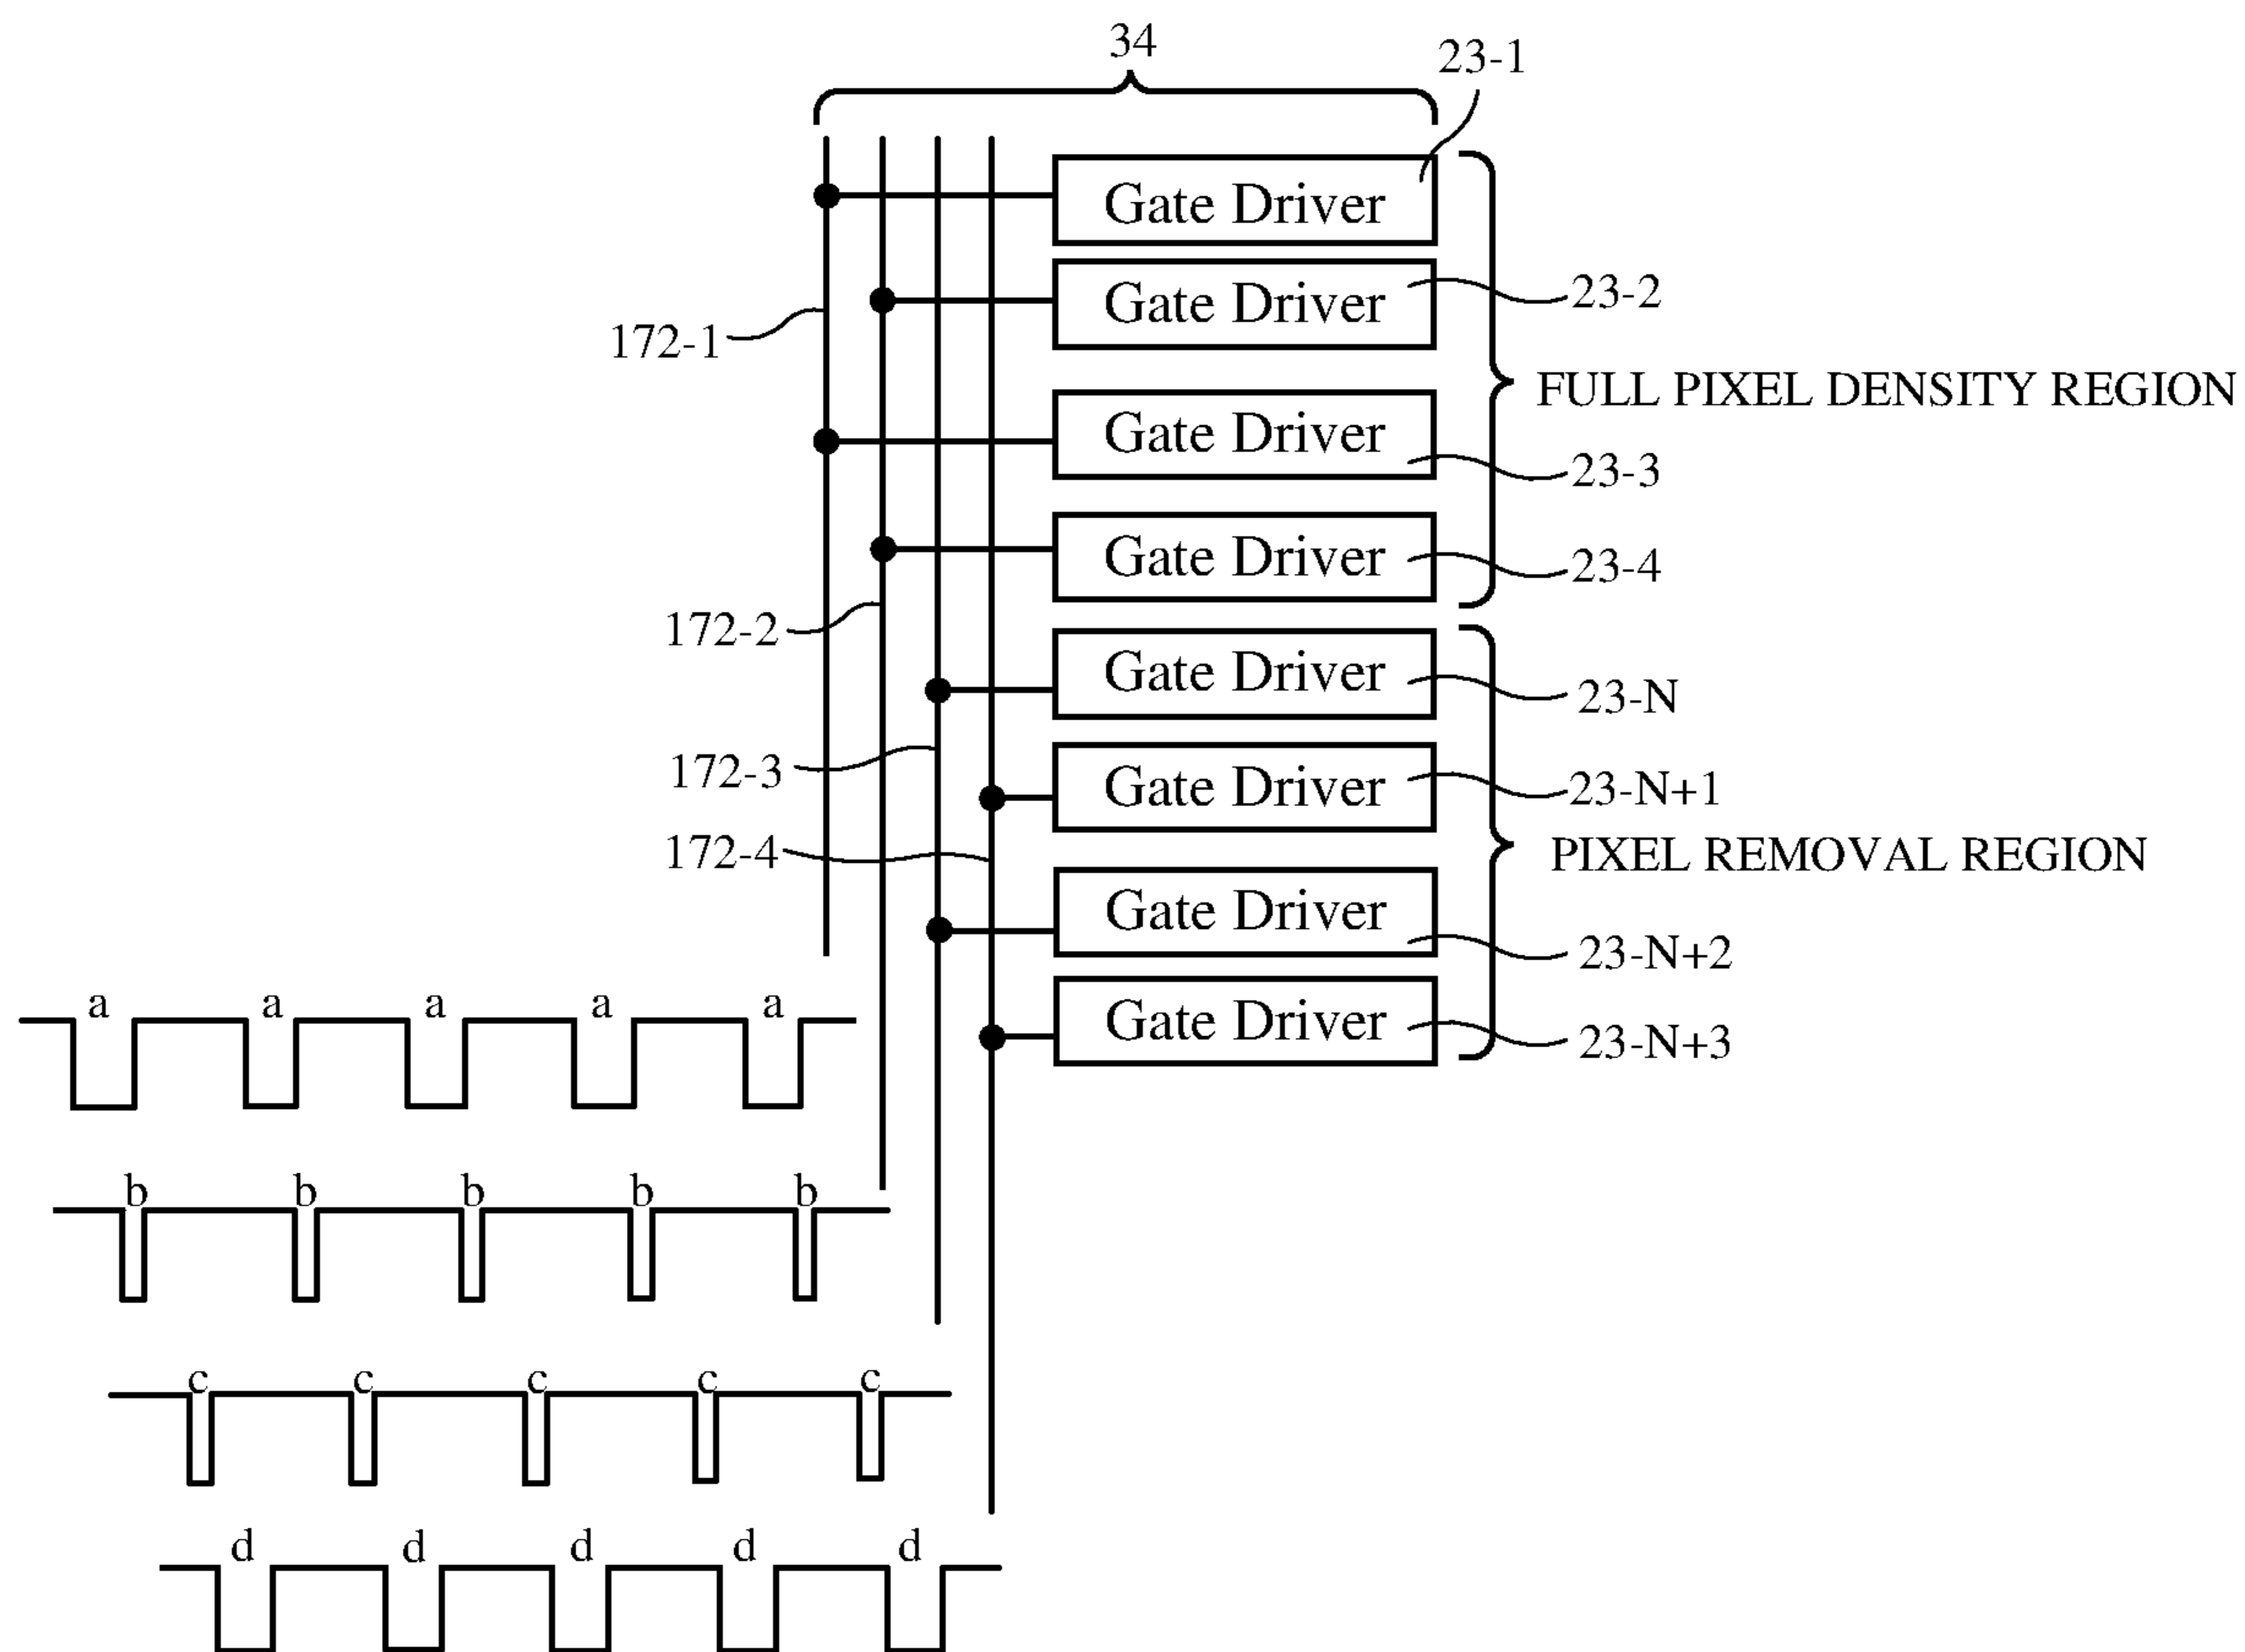 34
23-1
Gate Driver
Gate Driver
23-2
172-1
FULL PIXEL DENSITY REGION
Gate Driver
23-3
Gate Driver
23-4
172-2
Gate Driver
23-N
172-3
Gate Driver
23-N+1
172-4
PIXEL REMOVAL REGION
Gate Driver
23-N+2
a a a a a
Gate Driver
23-N+3
b b b b b
c c c c c
d d d d d